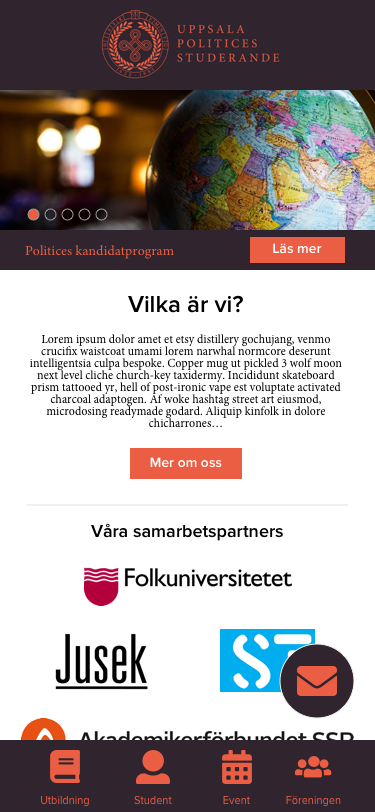 UPPSALA
POLITICES
STUDERANDE
Politices kandidatprogram
Läs mer
Vilka är vi?
Lorem ipsum dolor amet et etsy distillery gochujang, venmo
crucifix waistcoat umami lorem narwhal normcore deserunt
intelligentsia culpa bespoke. Copper mug ut pickled 3 wolf moon
next level cliche church-key taxidermy. Incididunt skateboard
prism tattooed yr, hell of post-ironic vape est voluptate activated
charcoal adaptogen. Af woke hashtag street art eiusmod,
microdosing readymade godard. Aliquip kinfolk in dolore
chicharrones…
Mer om oss
Våra samarbetspartners
Folkuniversitetet
Jusek
Akademikerförbundet SSR
Utbildning
Student
Event
Föreningen